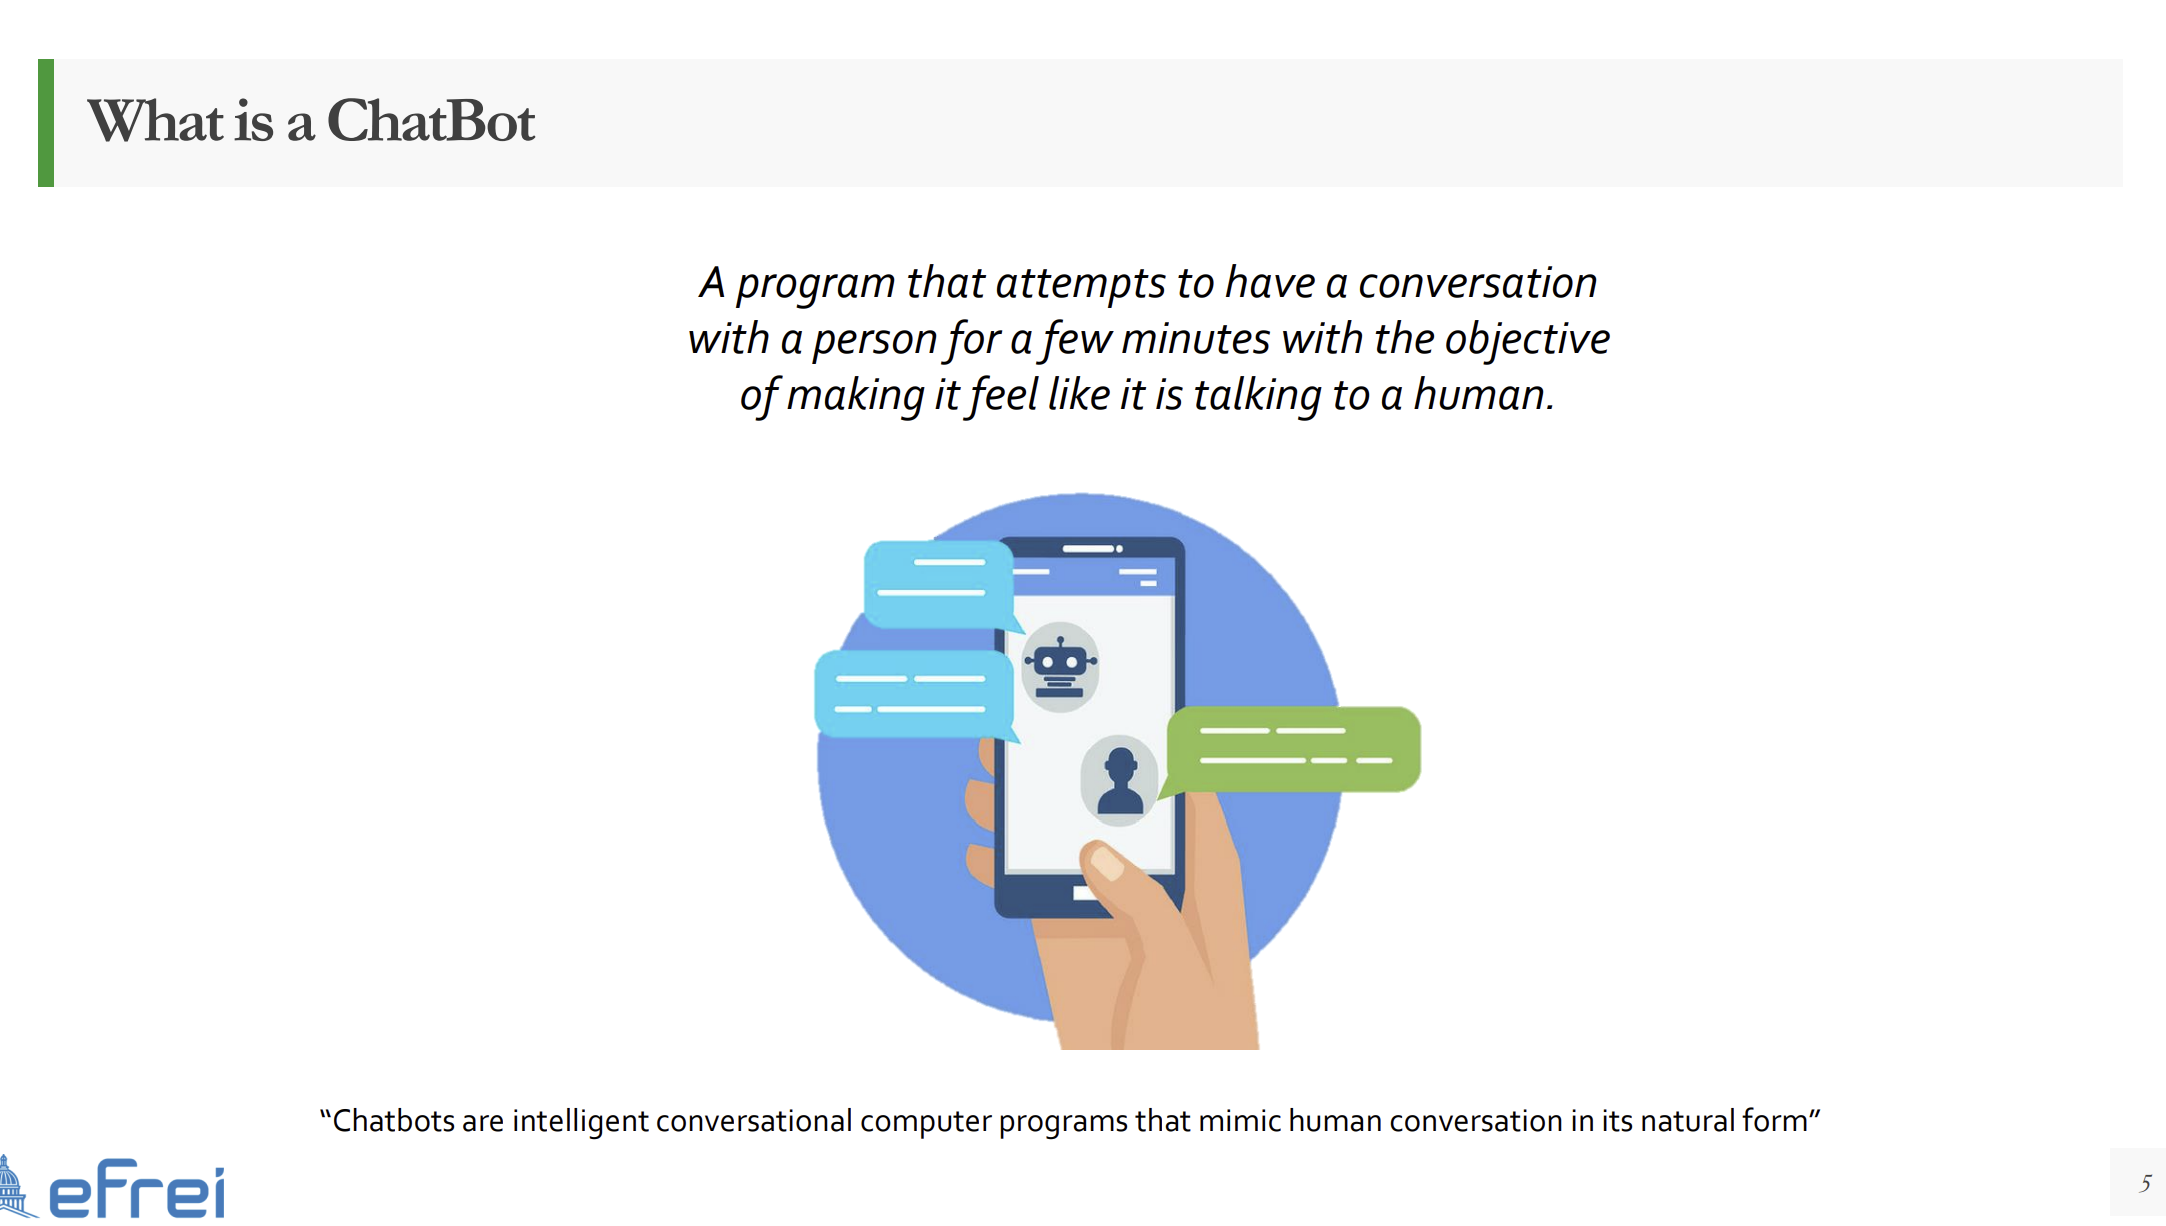 What is a ChatBot
A program that attempts to have a conversation
with a person for a few minutes with the objective
of making it feel like it is talking to a human.
“Chatbots are intelligent conversational computer programs that mimic human conversation in its natural form”
efrei
5